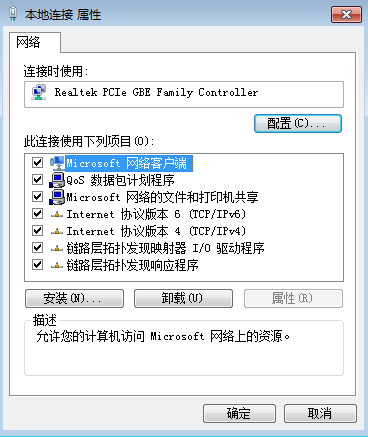 本地连接 属性
网络
连接时使用:
Realtek PCIe GBE Family Controller
配置(C)...
此连接使用下列项目(O):
Microsoft 网络客户端
QoS 数据包计划程序
Microsoft 网络的文件和打印机共享
Internet 协议版本 6 (TCP/IPv6)
Internet 协议版本 4 (TCP/IPv4)
链路层拓扑发现映射器 I/O 驱动程序
链路层拓扑发现响应程序
安装(N)... 卸载(U) 属性(R)
描述
允许您的计算机访问 Microsoft 网络上的资源。
确定 取消